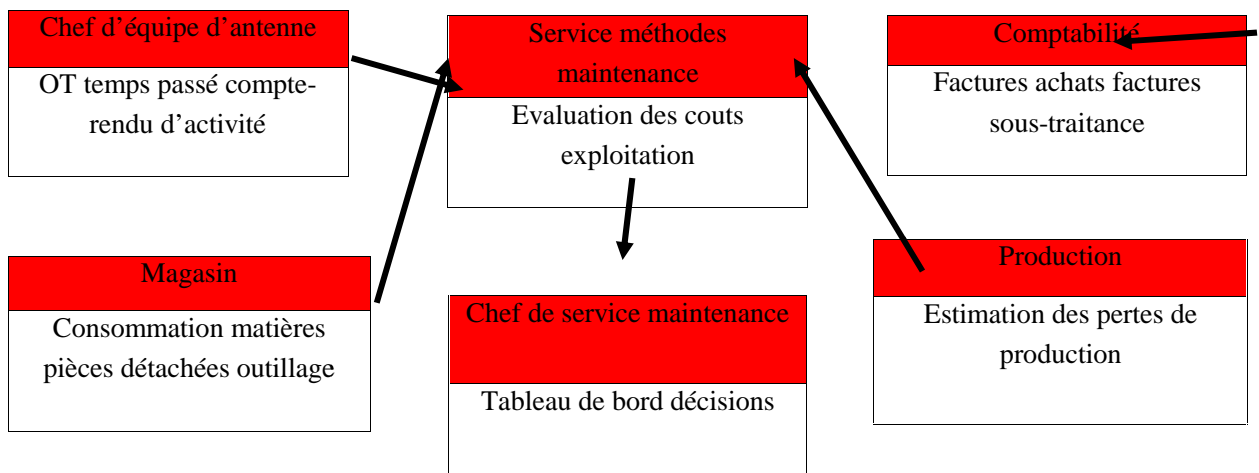 Chef d’équipe d’antenne
OT temps passé compte-
rendu d’activité
Service méthodes
maintenance
Evaluation des couts
exploitation
Comptabilité
Factures achats factures
sous-traitance
Magasin
Consommation matières
pièces détachées outillage
Chef de service maintenance
Tableau de bord décisions
Production
Estimation des pertes de
production